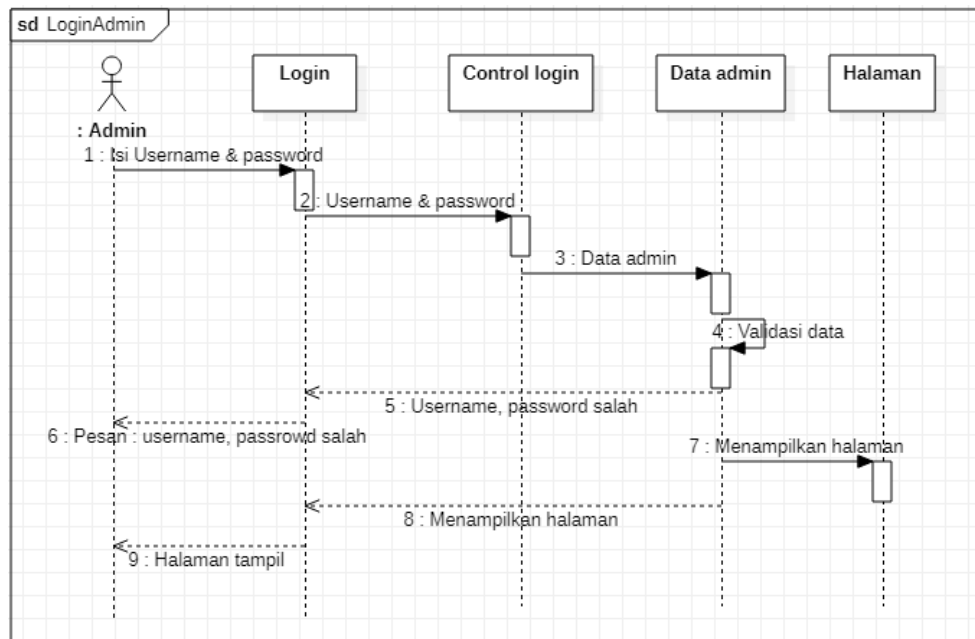 sd LoginAdmin
Login
Control login
Data admin
Halaman
: Admin
1 : Isi Username & password
2 : Username & password
3 : Data admin
4 : Validasi data
5 : Username, password salah
6 : Pesan : username, passrowd salah
7 : Menampilkan halaman
8 : Menampilkan halaman
9 : Halaman tampil